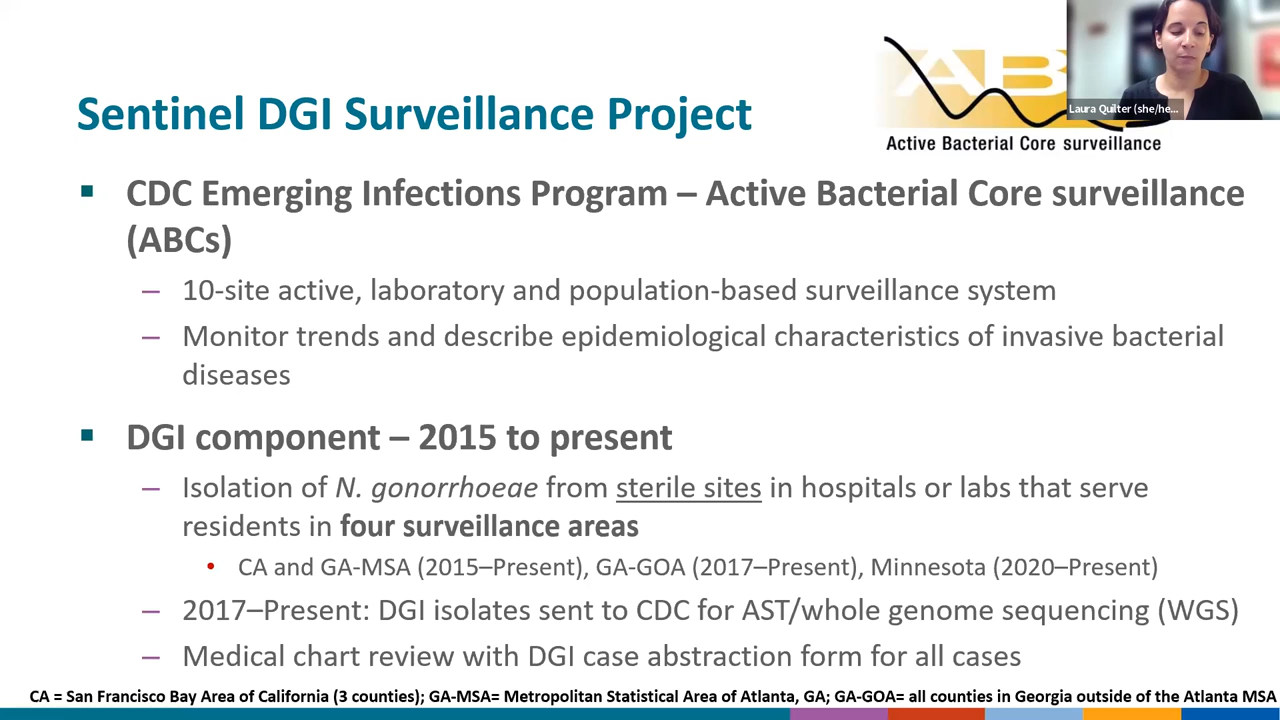 AB
Laura Quilter (she/he...
Active Bacterial Core surveillance
Sentinel DGI Surveillance Project
▪ CDC Emerging Infections Program – Active Bacterial Core surveillance
(ABCs)
– 10-site active, laboratory and population-based surveillance system
– Monitor trends and describe epidemiological characteristics of invasive bacterial
diseases
▪ DGI component – 2015 to present
– Isolation of N. gonorrhoeae from sterile sites in hospitals or labs that serve
residents in four surveillance areas
• CA and GA-MSA (2015–Present), GA-GOA (2017–Present), Minnesota (2020–Present)
– 2017–Present: DGI isolates sent to CDC for AST/whole genome sequencing (WGS)
– Medical chart review with DGI case abstraction form for all cases
CA = San Francisco Bay Area of California (3 counties); GA-MSA= Metropolitan Statistical Area of Atlanta, GA; GA-GOA= all counties in Georgia outside of the Atlanta MSA